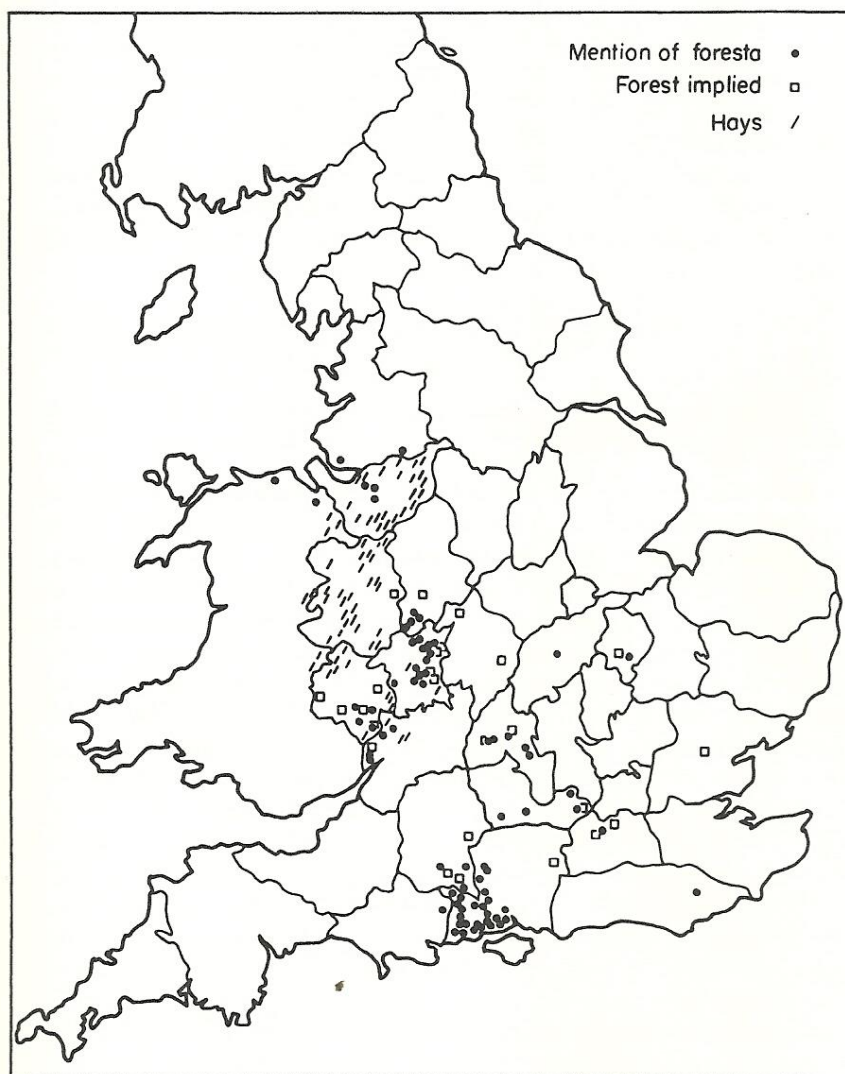 Mention of foresta •
Forest implied □
Hays /